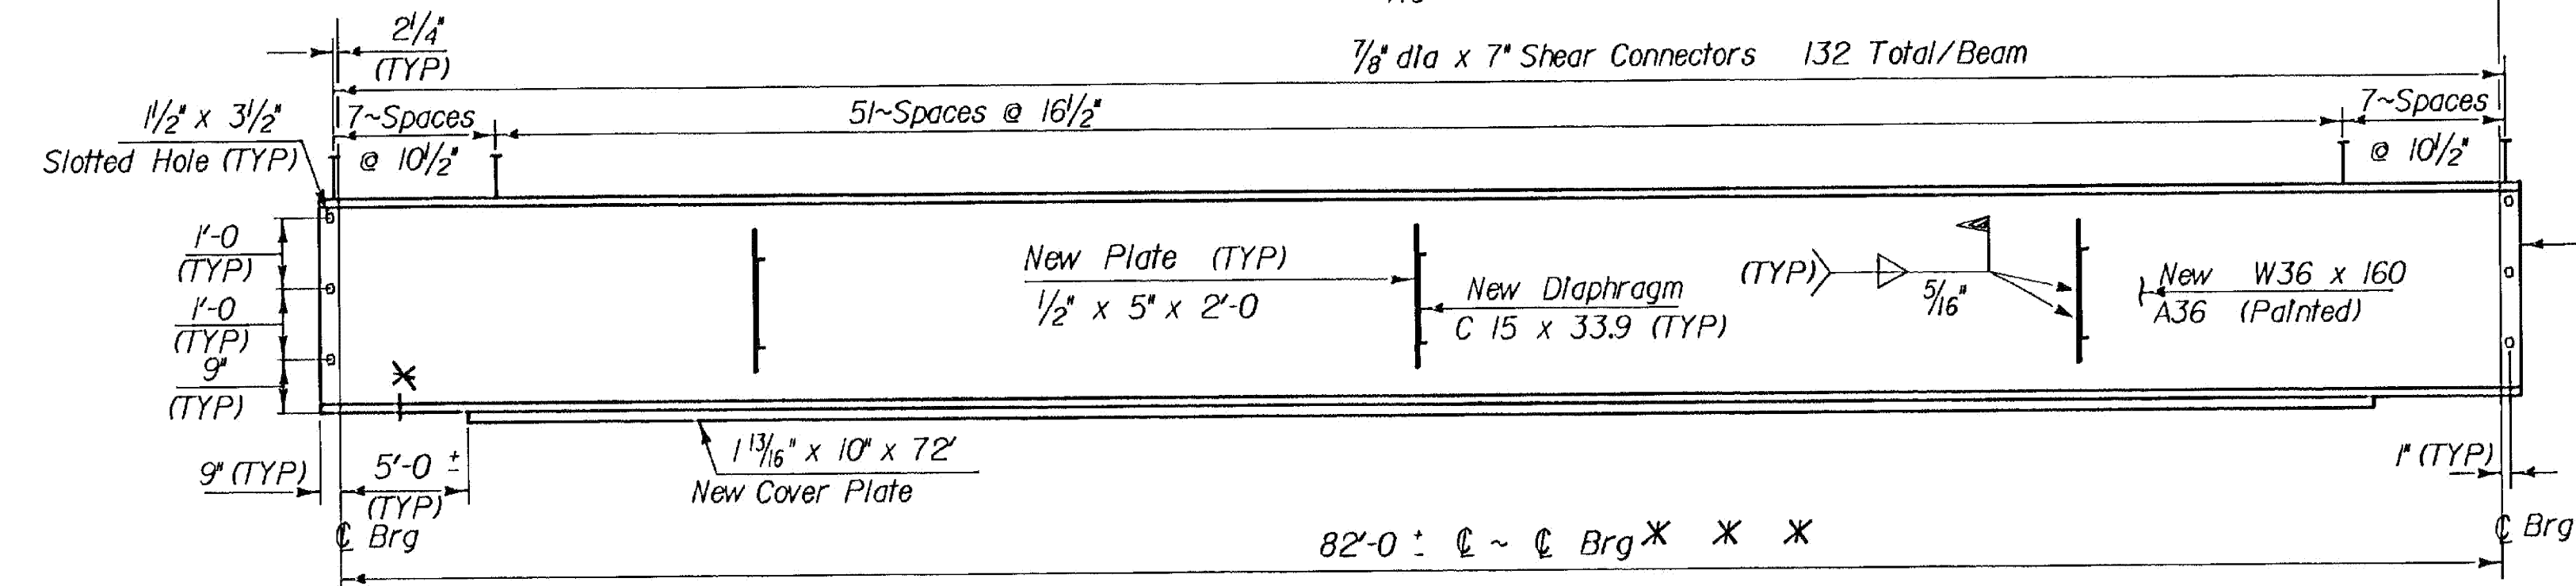 2 1/4"
(TYP)
7/8" dia x 7" Shear Connectors 132 Total/Beam
1 1/2" x 3 1/2"
Slotted Hole (TYP)
7~Spaces
@ 10 1/2"
51~Spaces @ 16 1/2"
7~Spaces
@ 10 1/2"
1'-0
(TYP)
1'-0
(TYP)
9"
(TYP)
New Plate (TYP)
1/2" x 5" x 2'-0
New Diaphragm
C 15 x 33.9 (TYP)
(TYP)
5/16"
New W36 x 160
A36 (Painted)
9" (TYP)
5'-0 ±
(TYP)
1 13/16" x 10" x 72'
New Cover Plate
1" (TYP)
℄ Brg
82'-0 ± ℄ ~ ℄ Brg * * *
℄ Brg